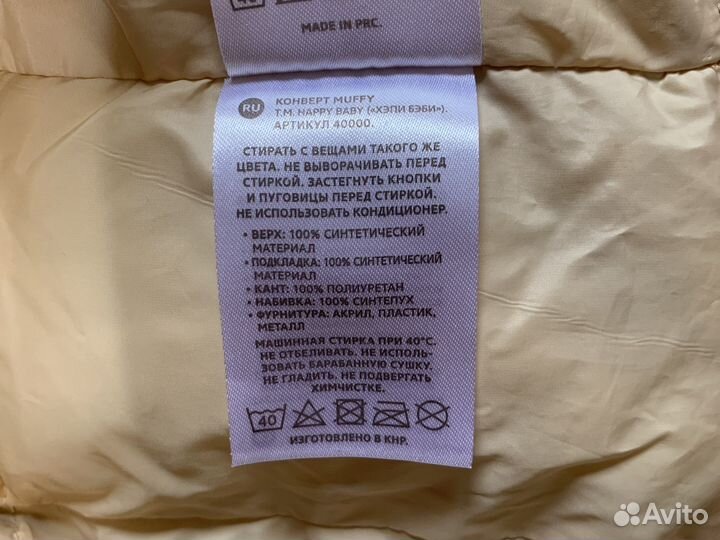 40
MADE IN PRC.
RU
КОНВЕРТ MUFFY
Т.М. HAPPY BABY («ХЭПИ БЭБИ»).
АРТИКУЛ 40000.
СТИРАТЬ С ВЕЩАМИ ТАКОГО ЖЕ
ЦВЕТА. НЕ ВЫВОРАЧИВАТЬ ПЕРЕД
СТИРКОЙ. ЗАСТЕГНУТЬ КНОПКИ
И ПУГОВИЦЫ ПЕРЕД СТИРКОЙ.
НЕ ИСПОЛЬЗОВАТЬ КОНДИЦИОНЕР.
• ВЕРХ: 100% СИНТЕТИЧЕСКИЙ
МАТЕРИАЛ
• ПОДКЛАДКА: 100% СИНТЕТИЧЕСКИЙ
МАТЕРИАЛ
• КАНТ: 100% ПОЛИУРЕТАН
• НАБИВКА: 100% СИНТЕПУХ
• ФУРНИТУРА: АКРИЛ, ПЛАСТИК,
МЕТАЛЛ
МАШИННАЯ СТИРКА ПРИ 40°С.
НЕ ОТБЕЛИВАТЬ. НЕ ИСПОЛЬ-
ЗОВАТЬ БАРАБАННУЮ СУШКУ.
НЕ ГЛАДИТЬ. НЕ ПОДВЕРГАТЬ
ХИМЧИСТКЕ.
40
ИЗГОТОВЛЕНО В КНР.
Avito